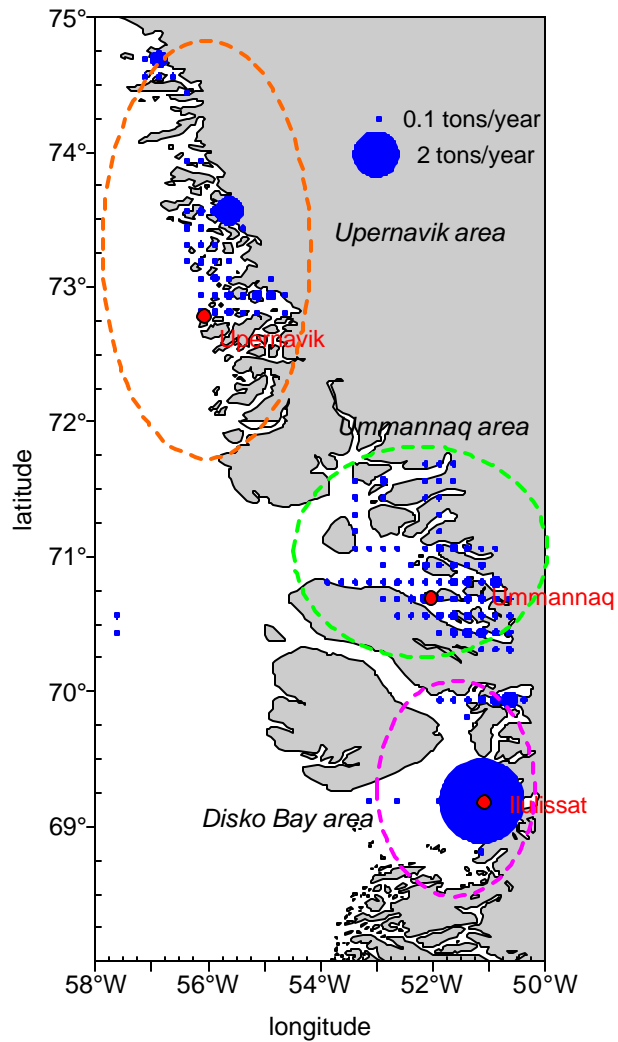 75°
0.1 tons/year
74°
2 tons/year
Upernavik area
73°
Upernavik
72°
Ummannaq area
latitude
71°
Ummannaq
70°
Ilulissat
Disko Bay area
69°
58°W 56°W 54°W 52°W 50°W
longitude